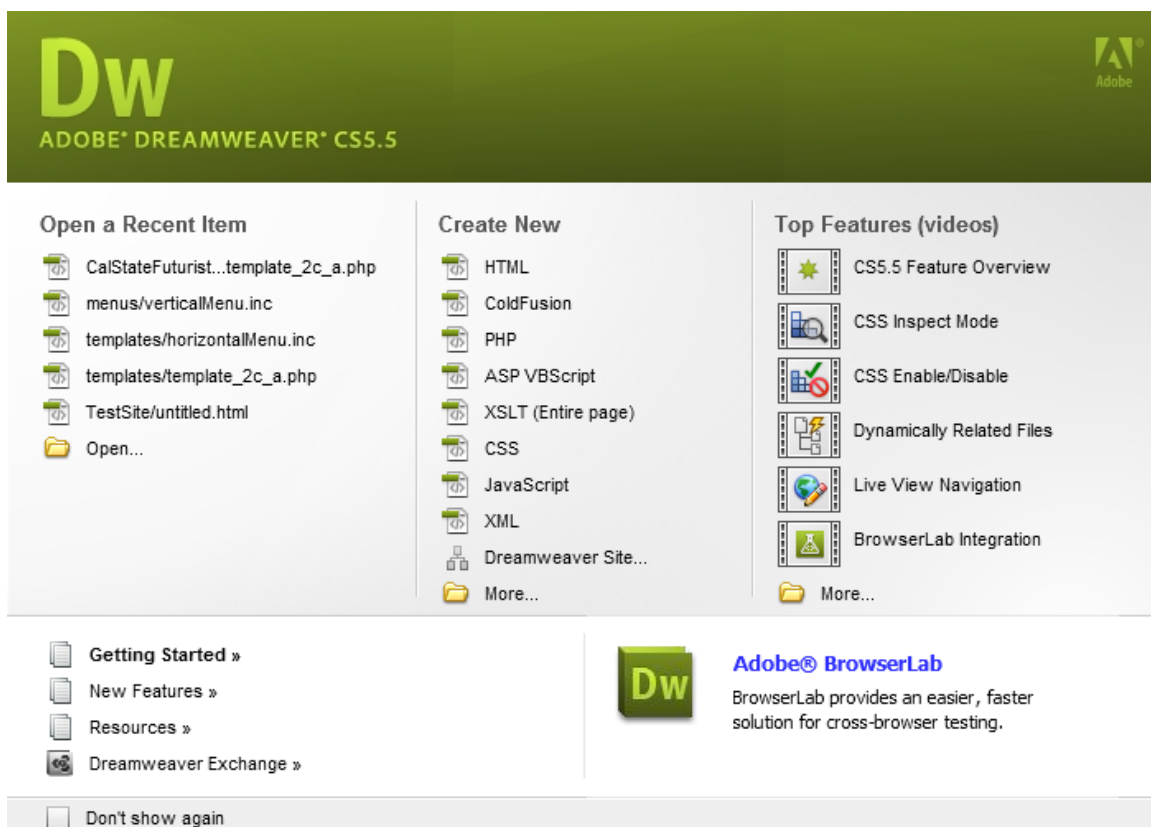 Dw
ADOBE® DREAMWEAVER® CS5.5
Adobe®
Open a Recent Item
CalStateFuturist...template_2c_a.php
menus/verticalMenu.inc
templates/horizontalMenu.inc
templates/template_2c_a.php
TestSite/untitled.html
Open...
Create New
HTML
ColdFusion
PHP
ASP VBScript
XSLT (Entire page)
CSS
JavaScript
XML
Dreamweaver Site...
More...
Top Features (videos)
CS5.5 Feature Overview
CSS Inspect Mode
CSS Enable/Disable
Dynamically Related Files
Live View Navigation
BrowserLab Integration
More...
Getting Started »
New Features »
Resources »
Dreamweaver Exchange »
Dw
Adobe® BrowserLab
BrowserLab provides an easier, faster
solution for cross-browser testing.
Don't show again